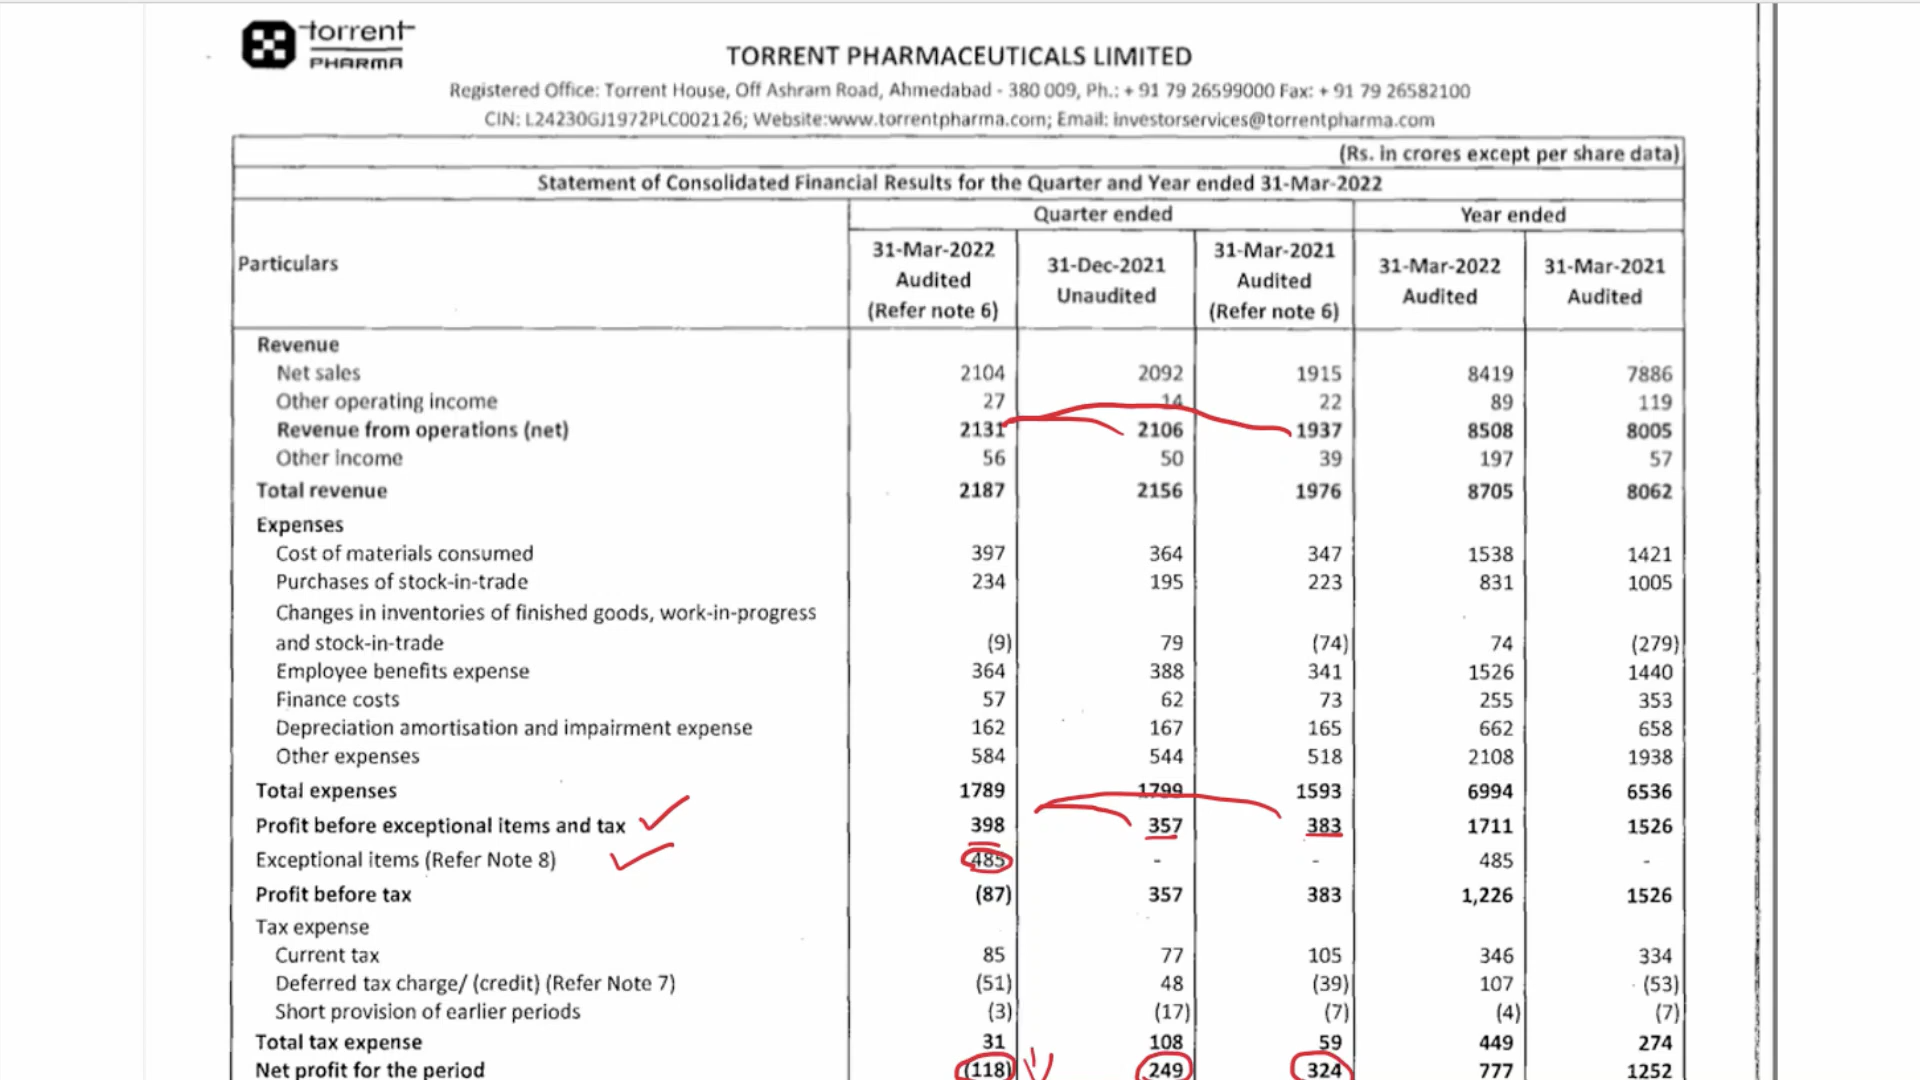 torrent
PHARMA
TORRENT PHARMACEUTICALS LIMITED
Registered Office: Torrent House, Off Ashram Road, Ahmedabad - 380 009, Ph.: + 91 79 26599000 Fax: + 91 79 26582100
CIN: L24230GJ1972PLC002126; Website:www.torrentpharma.com; Email: investorservices@torrentpharma.com
(Rs. in crores except per share data)
Statement of Consolidated Financial Results for the Quarter and Year ended 31-Mar-2022
Quarter ended Year ended
Particulars 31-Mar-2022 Audited (Refer note 6) 31-Dec-2021 Unaudited 31-Mar-2021 Audited (Refer note 6) 31-Mar-2022 Audited 31-Mar-2021 Audited
Revenue
Net sales 2104 2092 1915 8419 7886
Other operating income 27 14 22 89 119
Revenue from operations (net) 2131 2106 1937 8508 8005
Other income 56 50 39 197 57
Total revenue 2187 2156 1976 8705 8062
Expenses
Cost of materials consumed 397 364 347 1538 1421
Purchases of stock-in-trade 234 195 223 831 1005
Changes in inventories of finished goods, work-in-progress
and stock-in-trade (9) 79 (74) 74 (279)
Employee benefits expense 364 388 341 1526 1440
Finance costs 57 62 73 255 353
Depreciation amortisation and impairment expense 162 167 165 662 658
Other expenses 584 544 518 2108 1938
Total expenses 1789 1799 1593 6994 6536
Profit before exceptional items and tax 398 357 383 1711 1526
Exceptional items (Refer Note 8) 485 - - 485 -
Profit before tax (87) 357 383 1,226 1526
Tax expense
Current tax 85 77 105 346 334
Deferred tax charge/ (credit) (Refer Note 7) (51) 48 (39) 107 (53)
Short provision of earlier periods (3) (17) (7) (4) (7)
Total tax expense 31 108 59 449 274
Net profit for the period (118) 249 324 777 1252